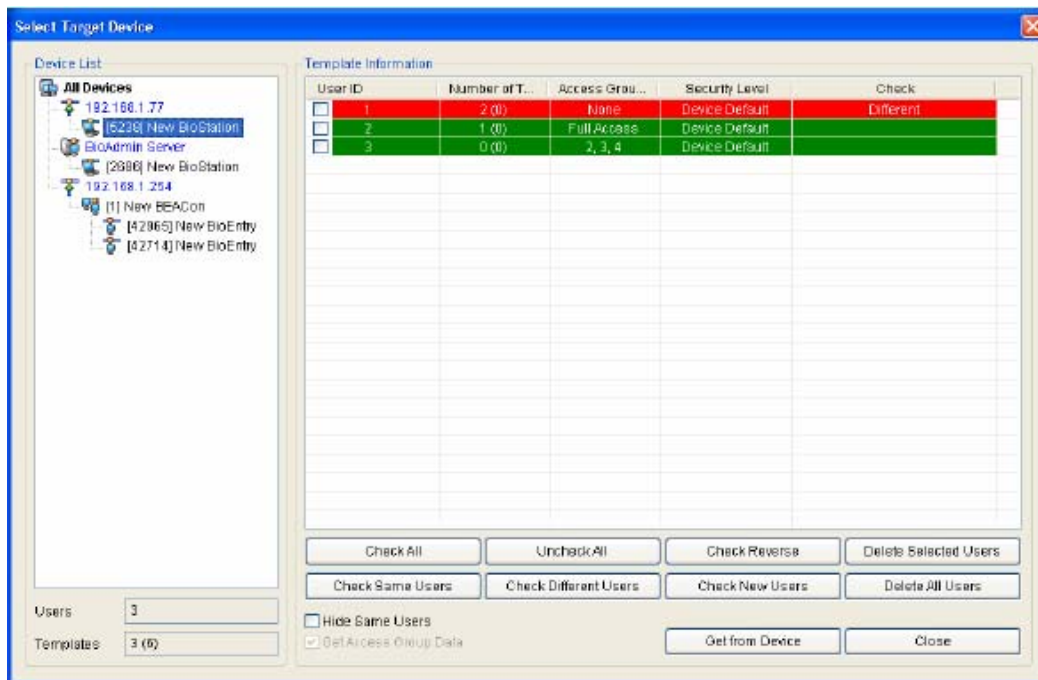 Select Target Device
Device List
All Devices
192.168.1.77
[5238] New BioStation
BioAdmin Server
[2686] New BioStation
192.168.1.254
[1] New BEACon
[42965] New BioEntry
[42714] New BioEntry
Users 3
Templates 3 (6)
Template Information
User ID Number of T... Access Grou... Security Level Check
1 2 (0) None Device Default Different
2 1 (0) Full Access Device Default
3 0 (0) 2, 3, 4 Device Default
Check All Uncheck All Check Reverse Delete Selected Users
Check Same Users Check Different Users Check New Users Delete All Users
Hide Same Users
Get Access Group Data
Get from Device Close